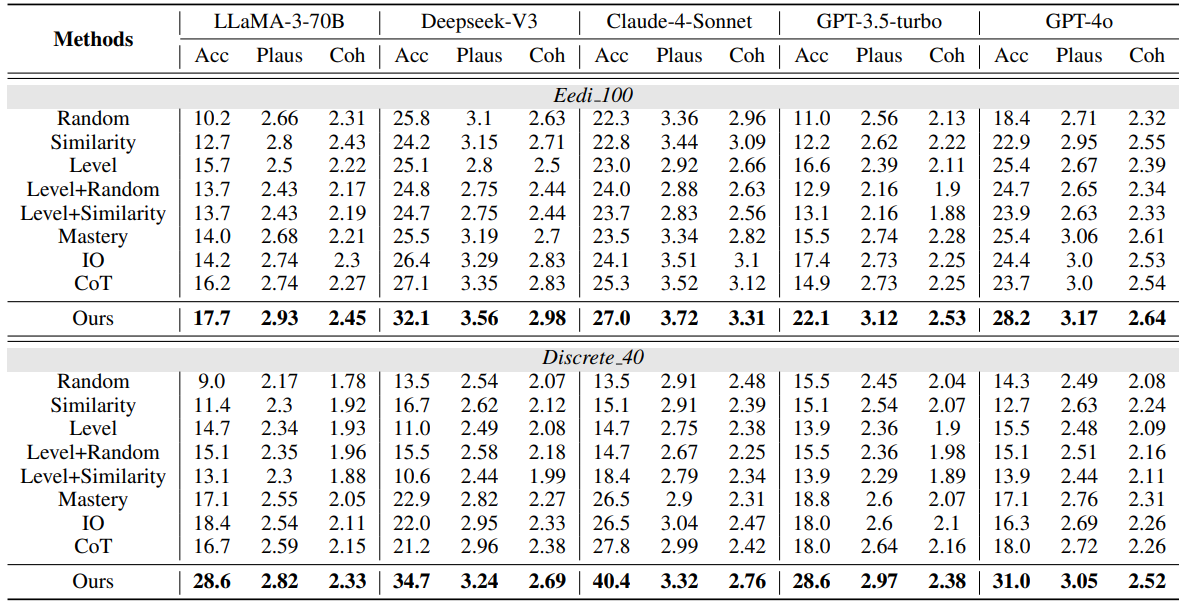 Methods LLaMA-3-70B Deepseek-V3 Claude-4-Sonnet GPT-3.5-turbo GPT-4o
Acc Plaus Coh Acc Plaus Coh Acc Plaus Coh Acc Plaus Coh Acc Plaus Coh
Eedi_100
Random 10.2 2.66 2.31 25.8 3.1 2.63 22.3 3.36 2.96 11.0 2.56 2.13 18.4 2.71 2.32
Similarity 12.7 2.8 2.43 24.2 3.15 2.71 22.8 3.44 3.09 12.2 2.62 2.22 22.9 2.95 2.55
Level 15.7 2.5 2.22 25.1 2.8 2.5 23.0 2.92 2.66 16.6 2.39 2.11 25.4 2.67 2.39
Level+Random 13.7 2.43 2.17 24.8 2.75 2.44 24.0 2.88 2.63 12.9 2.16 1.9 24.7 2.65 2.34
Level+Similarity 13.7 2.43 2.19 24.7 2.75 2.44 23.7 2.83 2.56 13.1 2.16 1.88 23.9 2.63 2.33
Mastery 14.0 2.68 2.21 25.5 3.19 2.7 23.5 3.34 2.82 15.5 2.74 2.28 25.4 3.06 2.61
IO 14.2 2.74 2.3 26.4 3.29 2.83 24.1 3.51 3.1 17.4 2.73 2.25 24.4 3.0 2.53
CoT 16.2 2.74 2.27 27.1 3.35 2.83 25.3 3.52 3.12 14.9 2.73 2.25 23.7 3.0 2.54
Ours 17.7 2.93 2.45 32.1 3.56 2.98 27.0 3.72 3.31 22.1 3.12 2.53 28.2 3.17 2.64
Discrete_40
Random 9.0 2.17 1.78 13.5 2.54 2.07 13.5 2.91 2.48 15.5 2.45 2.04 14.3 2.49 2.08
Similarity 11.4 2.3 1.92 16.7 2.62 2.12 15.1 2.91 2.39 15.1 2.54 2.07 12.7 2.63 2.24
Level 14.7 2.34 1.93 11.0 2.49 2.08 14.7 2.75 2.38 13.9 2.36 1.9 15.5 2.48 2.09
Level+Random 15.1 2.35 1.96 15.5 2.58 2.18 14.7 2.67 2.25 15.5 2.36 1.98 15.1 2.51 2.16
Level+Similarity 13.1 2.3 1.88 10.6 2.44 1.99 18.4 2.79 2.34 13.9 2.29 1.89 13.9 2.44 2.11
Mastery 17.1 2.55 2.05 22.9 2.82 2.27 26.5 2.9 2.31 18.8 2.6 2.07 17.1 2.76 2.31
IO 18.4 2.54 2.11 22.0 2.95 2.33 26.5 3.04 2.47 18.0 2.6 2.1 16.3 2.69 2.26
CoT 16.7 2.59 2.15 21.2 2.96 2.38 27.8 2.99 2.42 18.0 2.64 2.16 18.0 2.72 2.26
Ours 28.6 2.82 2.33 34.7 3.24 2.69 40.4 3.32 2.76 28.6 2.97 2.38 31.0 3.05 2.52